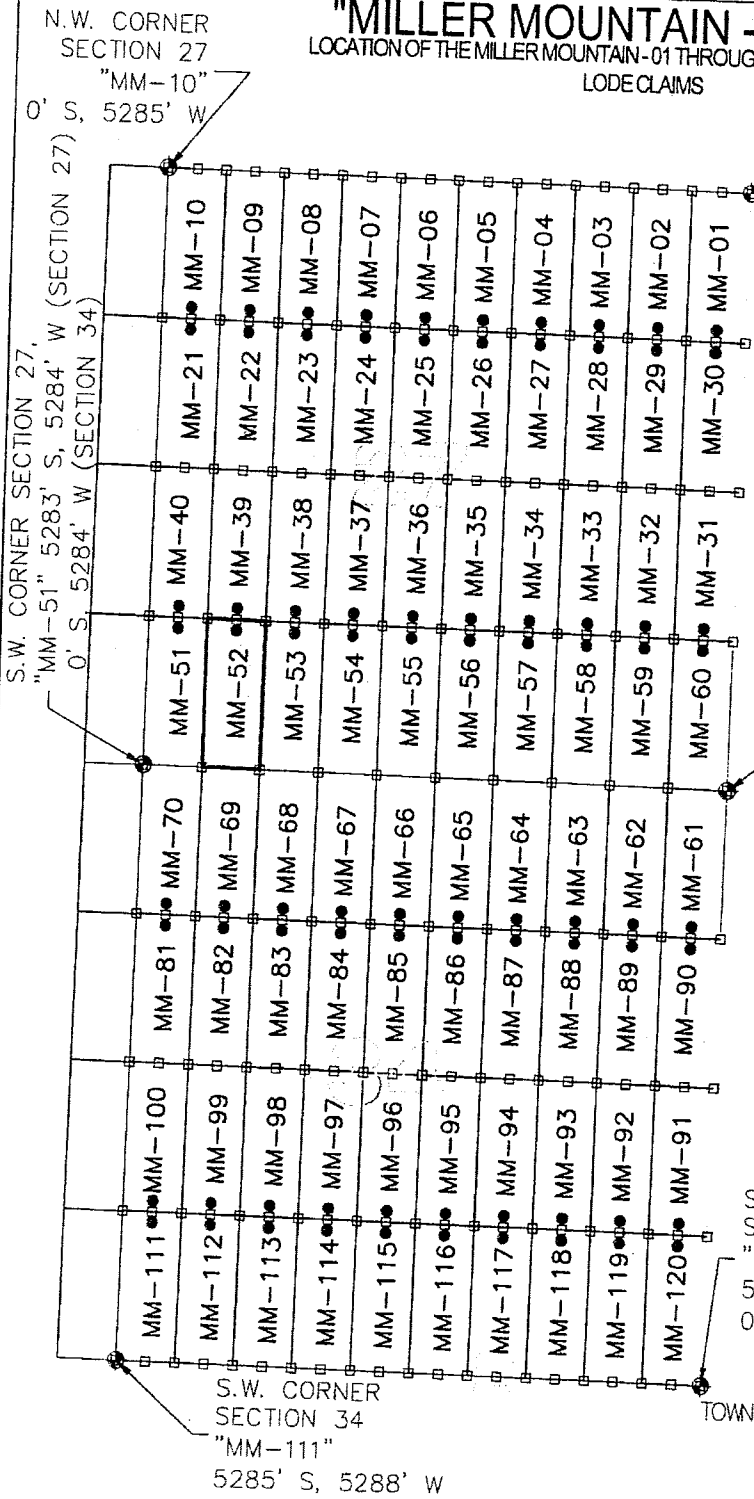 "MILLER MOUNTAIN -
LOCATION OF THE MILLER MOUNTAIN - 01 THROUG
LODE CLAIMS
N.W. CORNER
SECTION 27
"MM-10"
0' S, 5285' W
S.W. CORNER SECTION 27,
"MM-51" 5283' S, 5284' W (SECTION 27)
0' S, 5284' W (SECTION 34)
MM-10 MM-09 MM-08 MM-07 MM-06 MM-05 MM-04 MM-03 MM-02 MM-01
MM-21 MM-22 MM-23 MM-24 MM-25 MM-26 MM-27 MM-28 MM-29 MM-30
MM-40 MM-39 MM-38 MM-37 MM-36 MM-35 MM-34 MM-33 MM-32 MM-31
MM-51 MM-52 MM-53 MM-54 MM-55 MM-56 MM-57 MM-58 MM-59 MM-60
MM-70 MM-69 MM-68 MM-67 MM-66 MM-65 MM-64 MM-63 MM-62 MM-61
MM-81 MM-82 MM-83 MM-84 MM-85 MM-86 MM-87 MM-88 MM-89 MM-90
MM-100 MM-99 MM-98 MM-97 MM-96 MM-95 MM-94 MM-93 MM-92 MM-91
MM-111 MM-112 MM-113 MM-114 MM-115 MM-116 MM-117 MM-118 MM-119 MM-120
S
S
"
5
0
TOWN
S.W. CORNER
SECTION 34
"MM-111"
5285' S, 5288' W